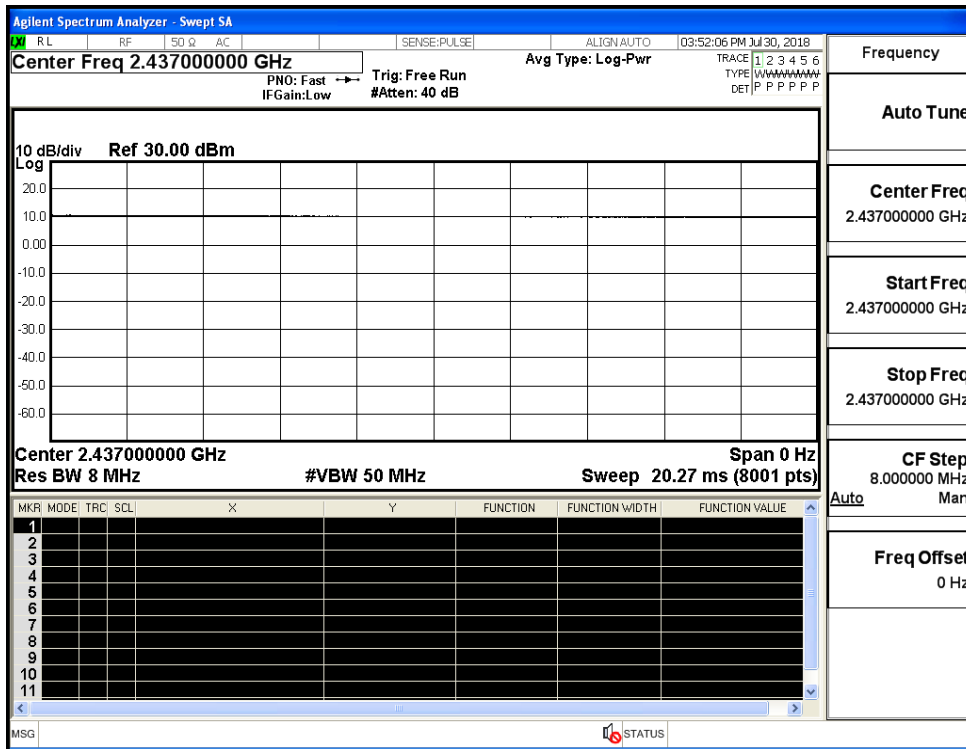 Agilent Spectrum Analyzer - Swept SA
LXI RL RF 50 Ω AC SENSE:PULSE ALIGNAUTO 03:52:06 PM Jul 30, 2018
Center Freq 2.437000000 GHz
PNO: Fast
IFGain:Low
Trig: Free Run
#Atten: 40 dB
Avg Type: Log-Pwr
TRACE 1 2 3 4 5 6
TYPE WWWWWW
DET P P P P P P
10 dB/div Ref 30.00 dBm
Log
20.0
10.0
0.00
-10.0
-20.0
-30.0
-40.0
-50.0
-60.0
Center 2.437000000 GHz Span 0 Hz
Res BW 8 MHz #VBW 50 MHz Sweep 20.27 ms (8001 pts)
MKR MODE TRC SCL X Y FUNCTION FUNCTION WIDTH FUNCTION VALUE
1
2
3
4
5
6
7
8
9
10
11
MSG STATUS
Frequency
Auto Tune
Center Freq
2.437000000 GHz
Start Freq
2.437000000 GHz
Stop Freq
2.437000000 GHz
CF Step
8.000000 MHz
Auto Man
Freq Offset
0 Hz